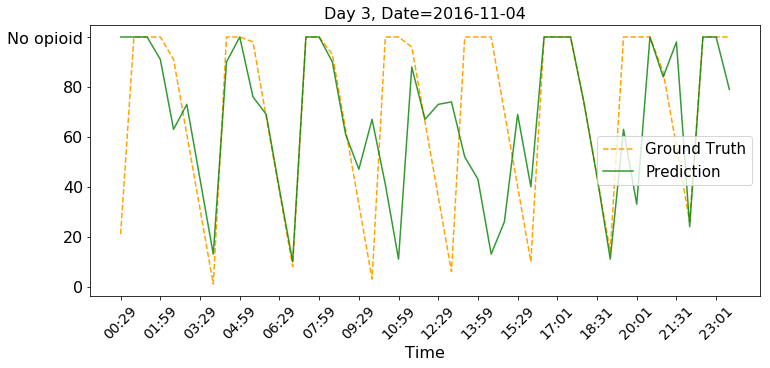 Day 3, Date=2016-11-04
No opioid
80
60
40
20
0
Ground Truth
Prediction
00:29 01:59 03:29 04:59 06:29 07:59 09:29 10:59 12:29 13:59 15:29 17:01 18:31 20:01 21:31 23:01
Time